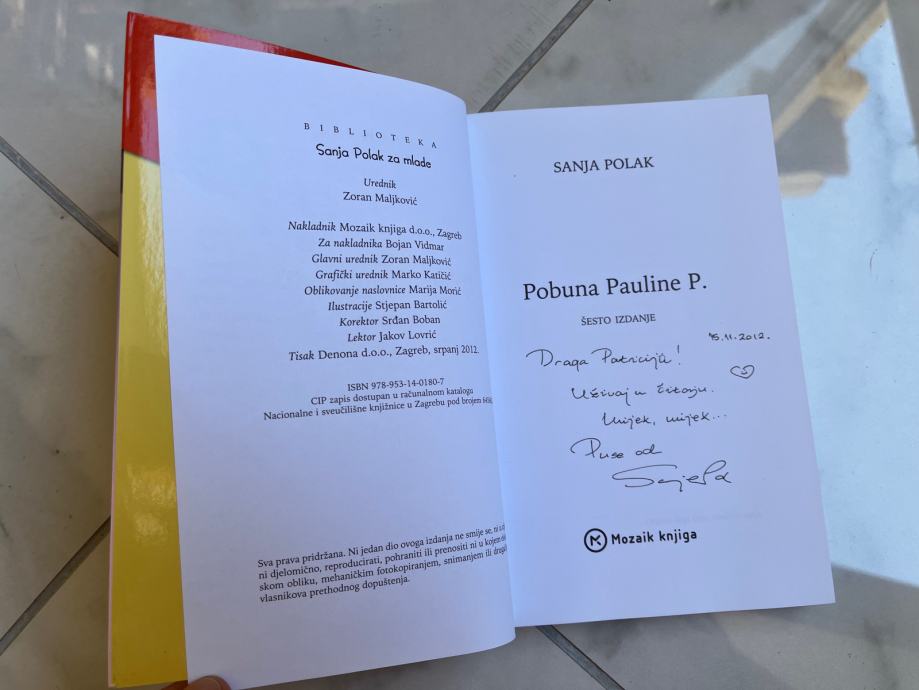 BIBLIOTEKA
Sanja Polak za mlade
Urednik
Zoran Maljković
Nakladnik Mozaik knjiga d.o.o., Zagreb
Za nakladnika Bojan Vidmar
Glavni urednik Zoran Maljković
Grafički urednik Marko Katičić
Oblikovanje naslovnice Marija Morić
Ilustracije Stjepan Bartolić
Korektor Srđan Boban
Lektor Jakov Lovrić
Tisak Denona d.o.o., Zagreb, srpanj 2012.
ISBN 978-953-14-0180-7
CIP zapis dostupan u računalnom katalogu
Nacionalne i sveučilišne knjižnice u Zagrebu pod brojem
Sva prava pridržana. Ni jedan dio ovoga izdanja ne smije se, ni u
ni djelomično, reproducirati, pohraniti ili prenositi ni u kojem
skom obliku, mehaničkim fotokopiranjem, snimanjem ili
vlasnikova prethodnog dopuštenja.
SANJA POLAK
Pobuna Pauline P.
ŠESTO IZDANJE
15.11.2012.
Draga Patricija!
Uživaj u čitanju.
Uvijek, uvijek...
Puse od
Mozaik knjiga